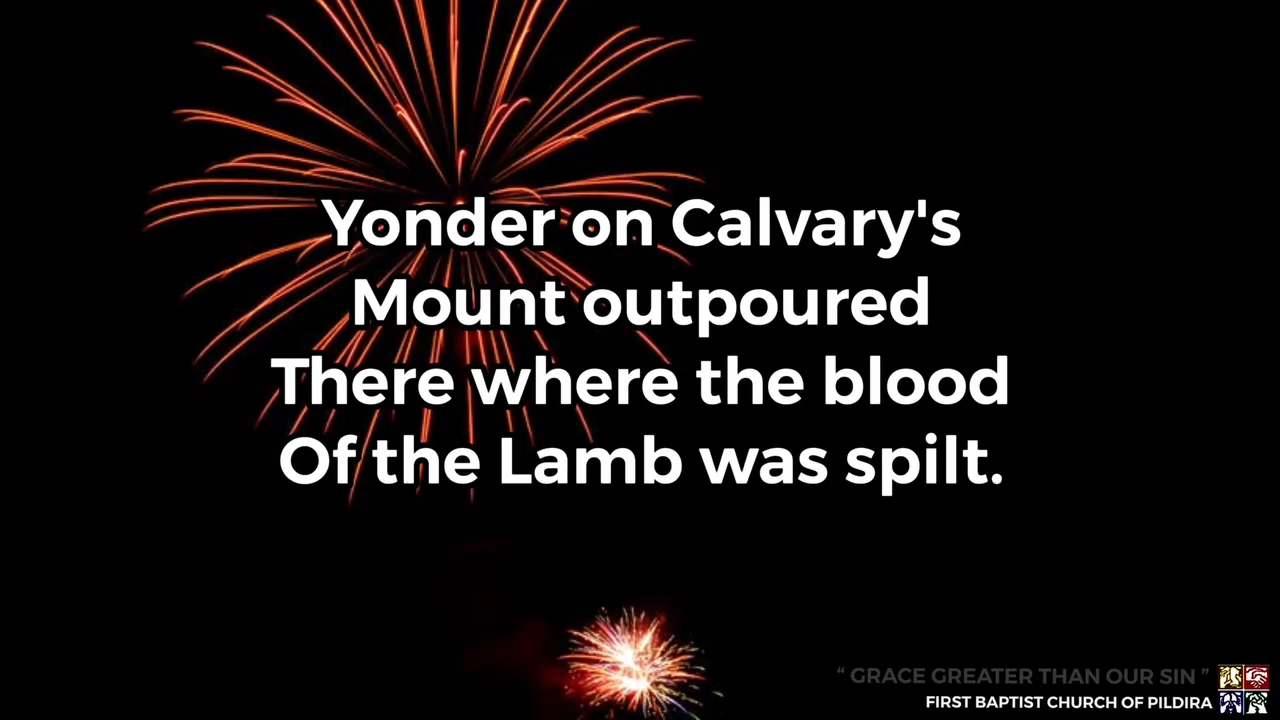 Yonder on Calvary's
Mount outpoured
There where the blood
Of the Lamb was spilt.
“ GRACE GREATER THAN OUR SIN ”
FIRST BAPTIST CHURCH OF PILDIRA